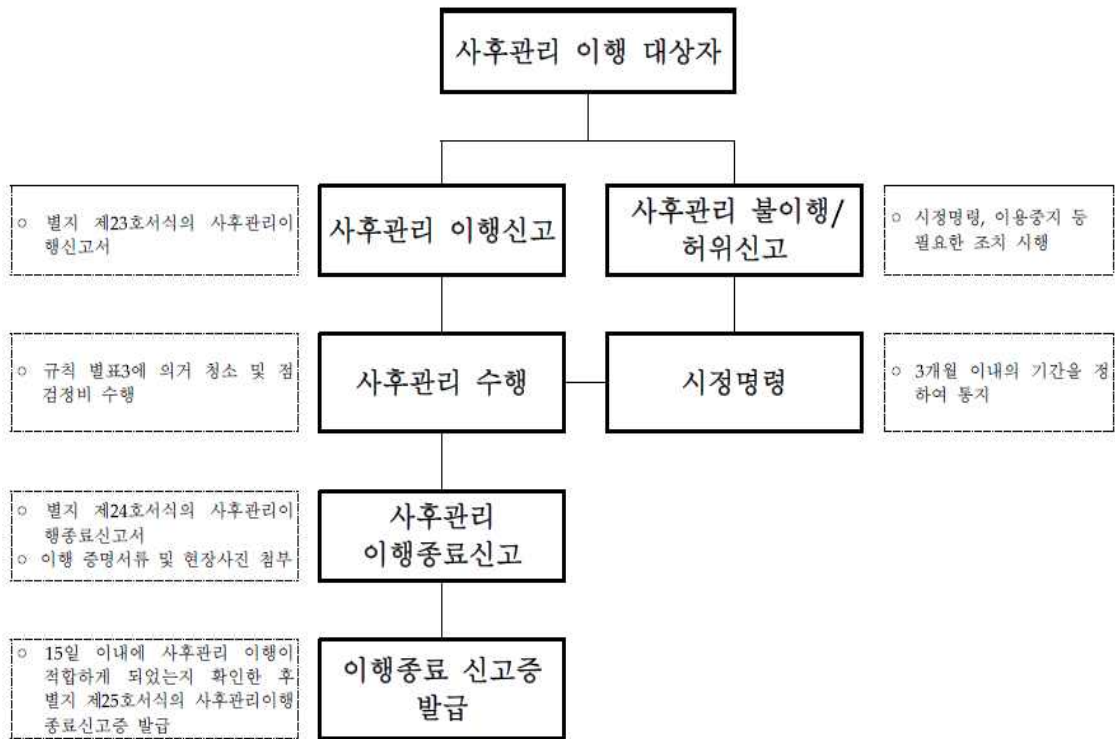 사후관리 이행 대상자
○ 별지 제23호서식의 사후관리이
행신고서
사후관리 이행신고
사후관리 불이행/
허위신고
○ 시정명령, 이용중지 등
필요한 조치 시행
○ 규칙 별표3에 의거 청소 및 점
검정비 수행
사후관리 수행
시정명령
○ 3개월 이내의 기간을 정
하여 통지
○ 별지 제24호서식의 사후관리이
행종료신고서
○ 이행 증명서류 및 현장사진 첨부
사후관리
이행종료신고
○ 15일 이내에 사후관리 이행이
적합하게 되었는지 확인한 후
별지 제25호서식의 사후관리이행
종료신고증 발급
이행종료 신고증
발급